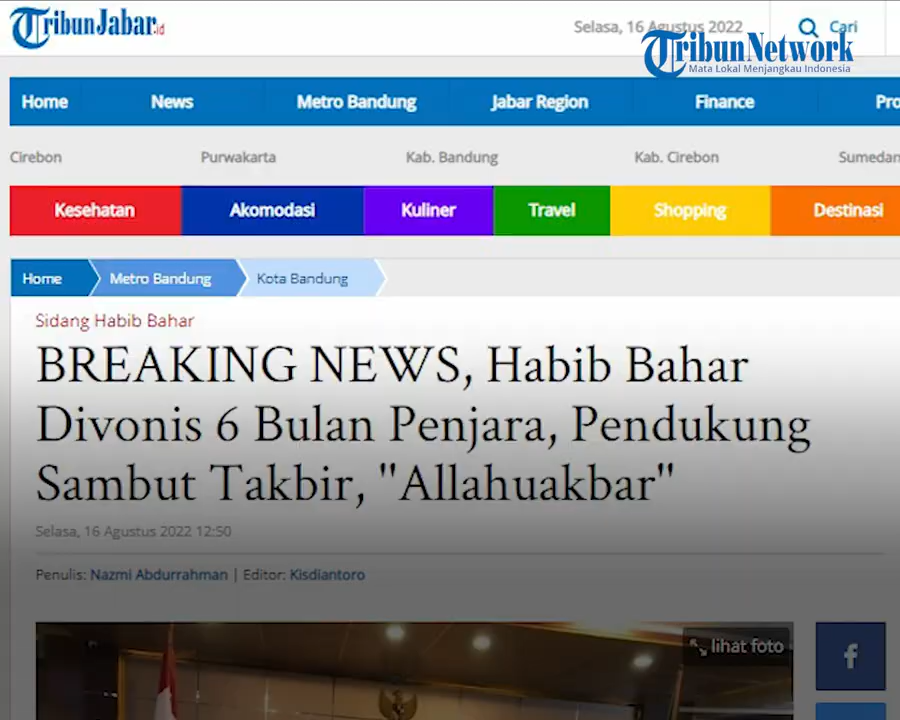 TribunJabar.id
Selasa, 16 Agustus 2022
Cari
TribunNetwork
Mata Lokal Menjangkau Indonesia
Home News Metro Bandung Jabar Region Finance Pro
Cirebon Purwakarta Kab. Bandung Kab. Cirebon Sumedan
Kesehatan Akomodasi Kuliner Travel Shopping Destinasi
Home Metro Bandung Kota Bandung
Sidang Habib Bahar
BREAKING NEWS, Habib Bahar
Divonis 6 Bulan Penjara, Pendukung
Sambut Takbir, "Allahuakbar"
Selasa, 16 Agustus 2022 12:50
Penulis: Nazmi Abdurrahman | Editor: Kisdiantoro
lihat foto
f